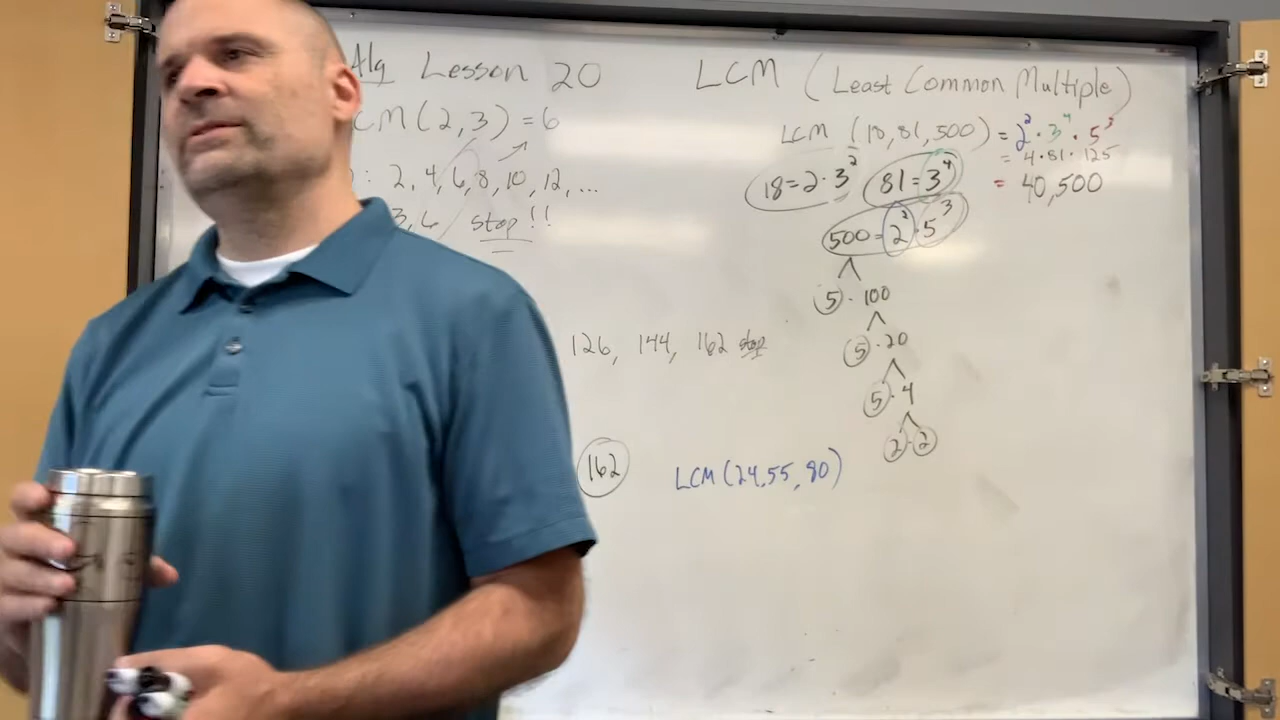 Alg Lesson 20
CM (2,3) = 6
: 2, 4, 6, 8, 10, 12, ...
3, 6 stop!!
126, 144, 162 stop
162
LCM (Least Common Multiple)
LCM (18, 81, 500) = 2² · 3⁴ · 5³
= 4 · 81 · 125
= 40,500
18 = 2 · 3² 81 = 3⁴
500 = 2² · 5³
5 · 100
5 · 20
5 · 4
2 · 2
LCM (24, 55, 80)